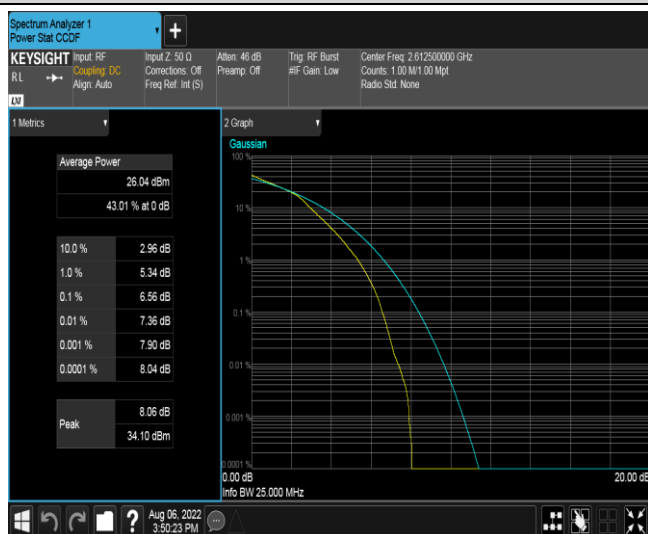 Spectrum Analyzer 1
Power Stat CCDF
KEYSIGHT
RL
LXI
Input: RF
Coupling: DC
Align: Auto
Input Z: 50 Ω
Corrections: Off
Freq Ref: Int (S)
Atten: 46 dB
Preamp: Off
Trig: RF Burst
#IF Gain: Low
Center Freq: 2.612500000 GHz
Counts: 1.00 M/1.00 Mpt
Radio Std: None
1 Metrics
Average Power
26.04 dBm
43.01 % at 0 dB
10.0 % 2.96 dB
1.0 % 5.34 dB
0.1 % 6.56 dB
0.01 % 7.36 dB
0.001 % 7.90 dB
0.0001 % 8.04 dB
Peak
8.06 dB
34.10 dBm
2 Graph
Gaussian
100 %
10 %
1 %
0.1 %
0.01 %
0.001 %
0.0001 %
0.00 dB 20.00 dB
Info BW 25.000 MHz
?
Aug 06, 2022
3:50:23 PM